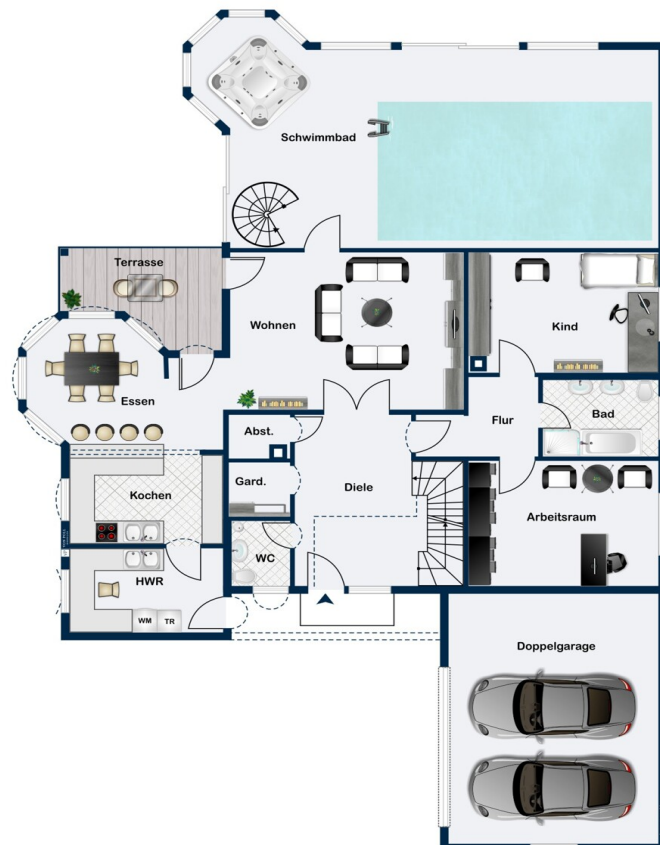 Schwimmbad
Terrasse
Wohnen
Kind
Essen
Abst.
Flur
Bad
Kochen
Gard.
Diele
Arbeitsraum
WC
HWR
WM
TR
Doppelgarage